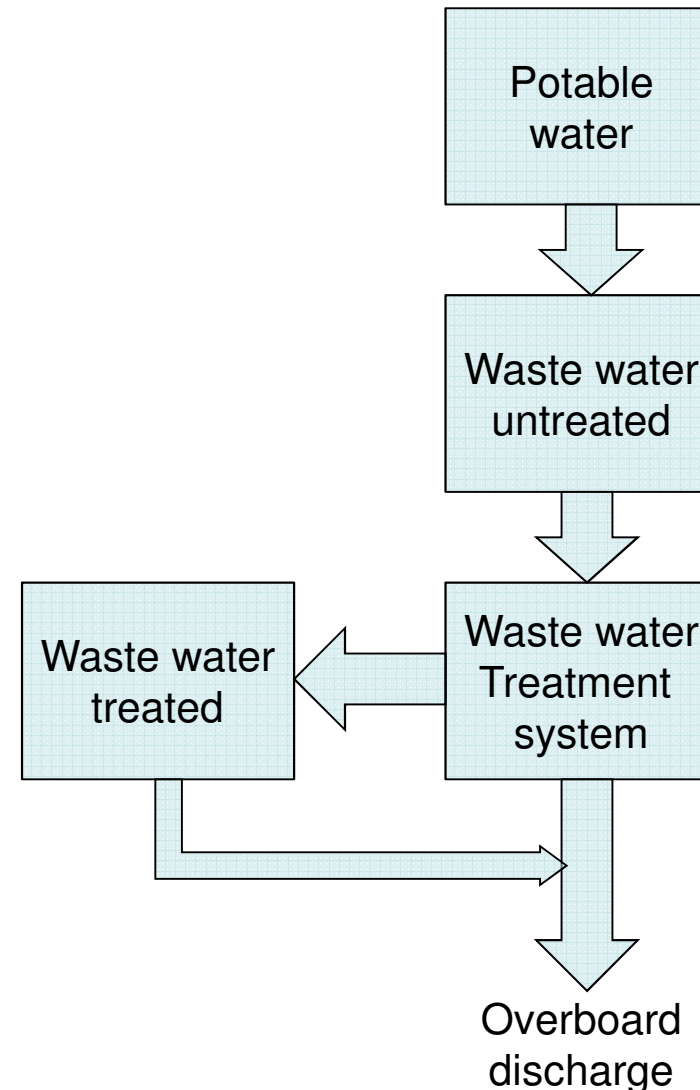 Potable
water
Waste water
untreated
Waste water
treated
Waste water
Treatment
system
Overboard
discharge